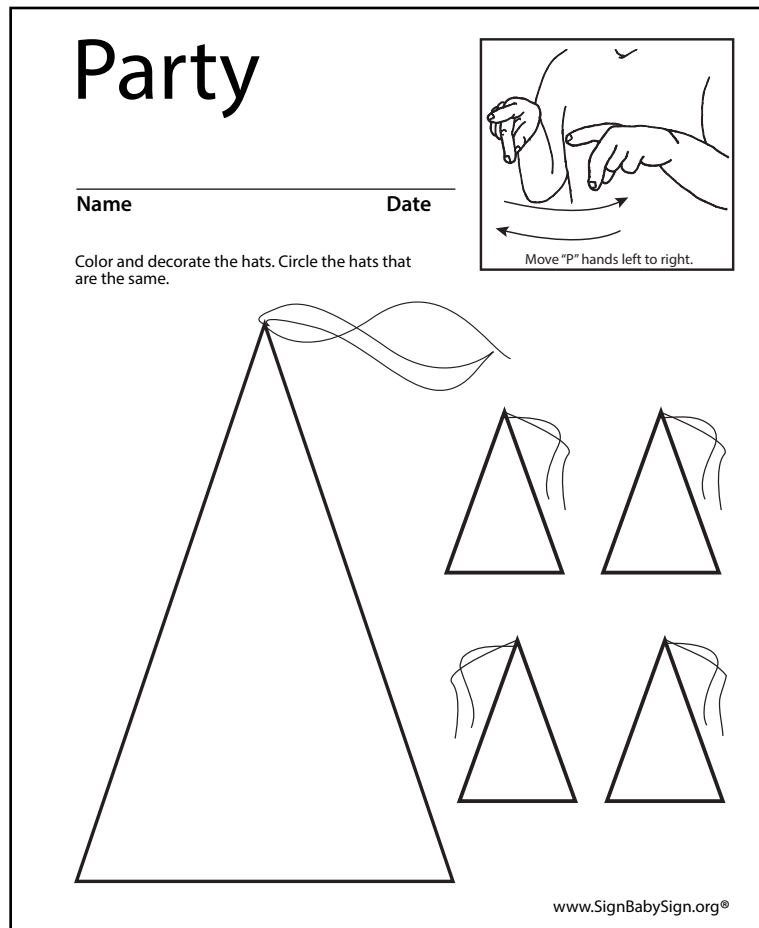 Party
Name Date
Move "P" hands left to right.
Color and decorate the hats. Circle the hats that
are the same.
www.SignBabySign.org®